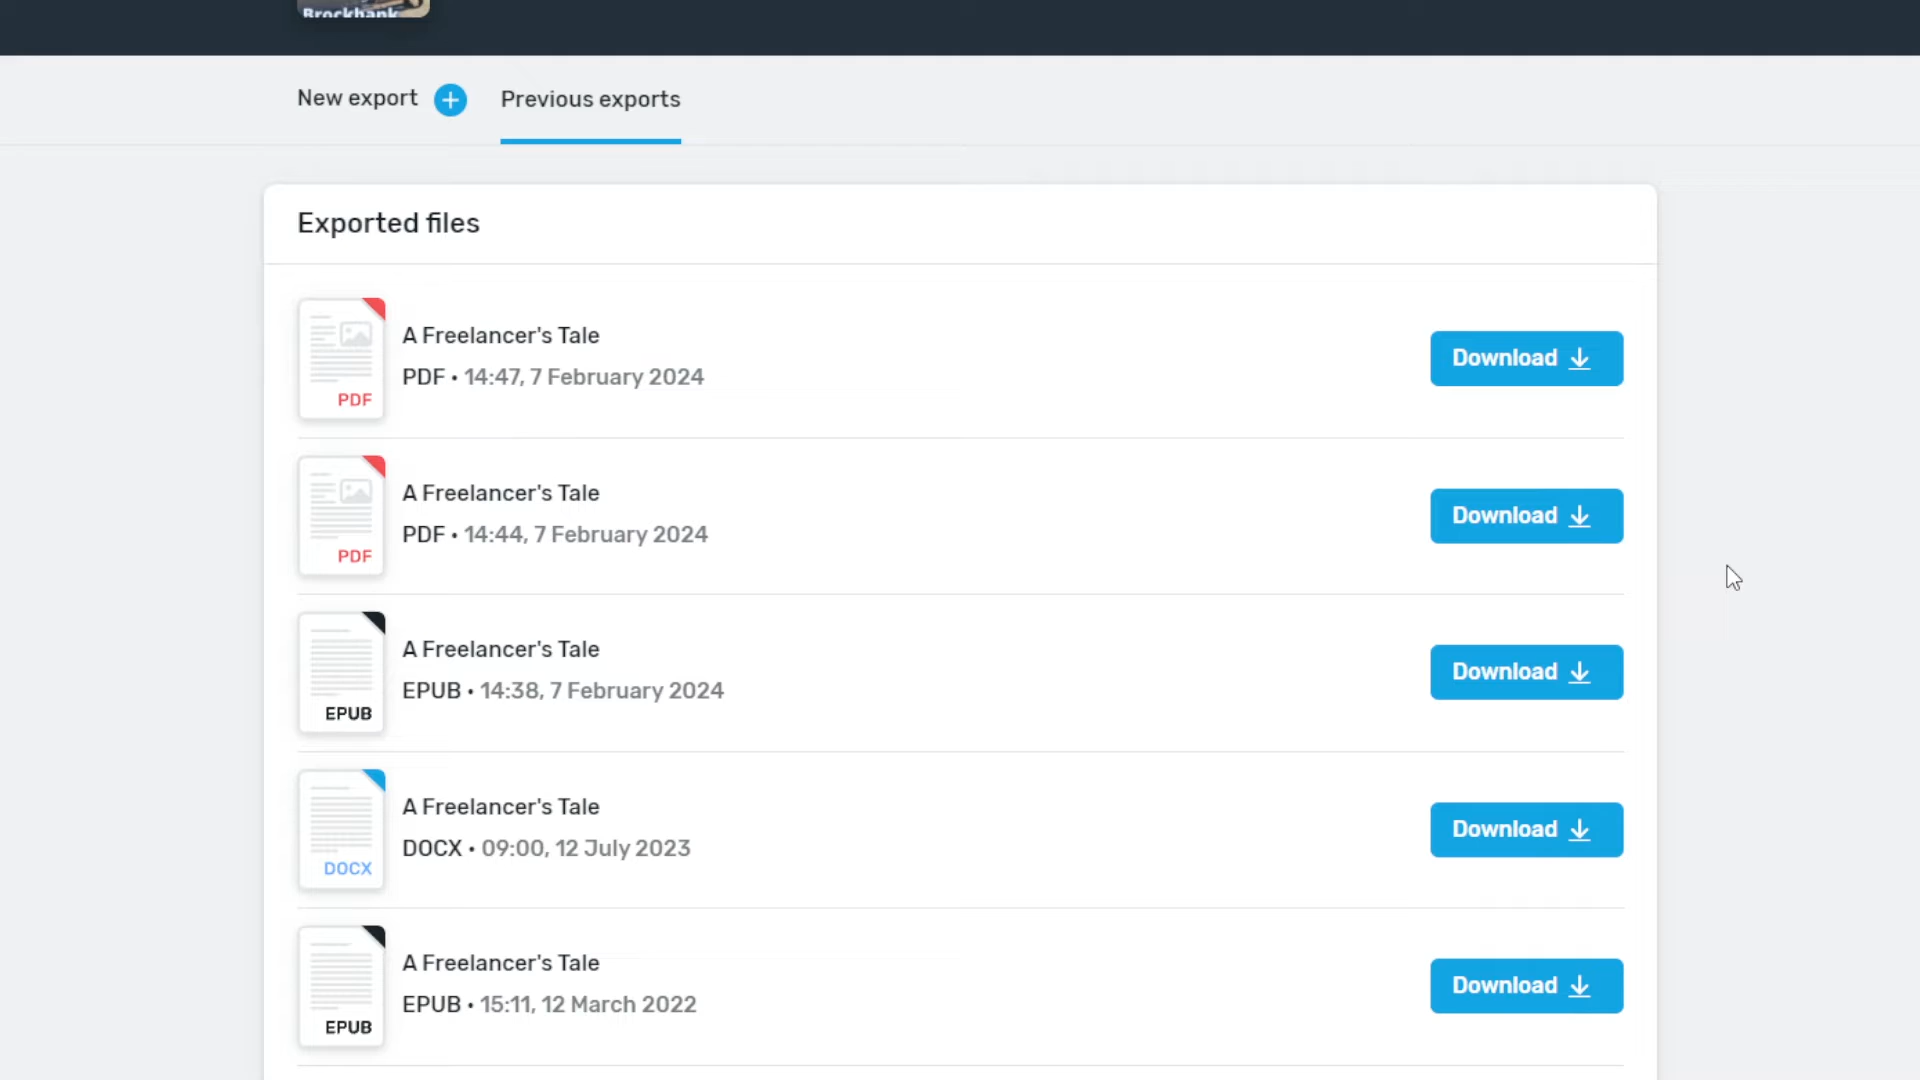 Brockbank
New export
Previous exports
Exported files
A Freelancer's Tale
PDF • 14:47, 7 February 2024
PDF
Download
A Freelancer's Tale
PDF • 14:44, 7 February 2024
PDF
Download
A Freelancer's Tale
EPUB • 14:38, 7 February 2024
EPUB
Download
A Freelancer's Tale
DOCX • 09:00, 12 July 2023
DOCX
Download
A Freelancer's Tale
EPUB • 15:11, 12 March 2022
EPUB
Download